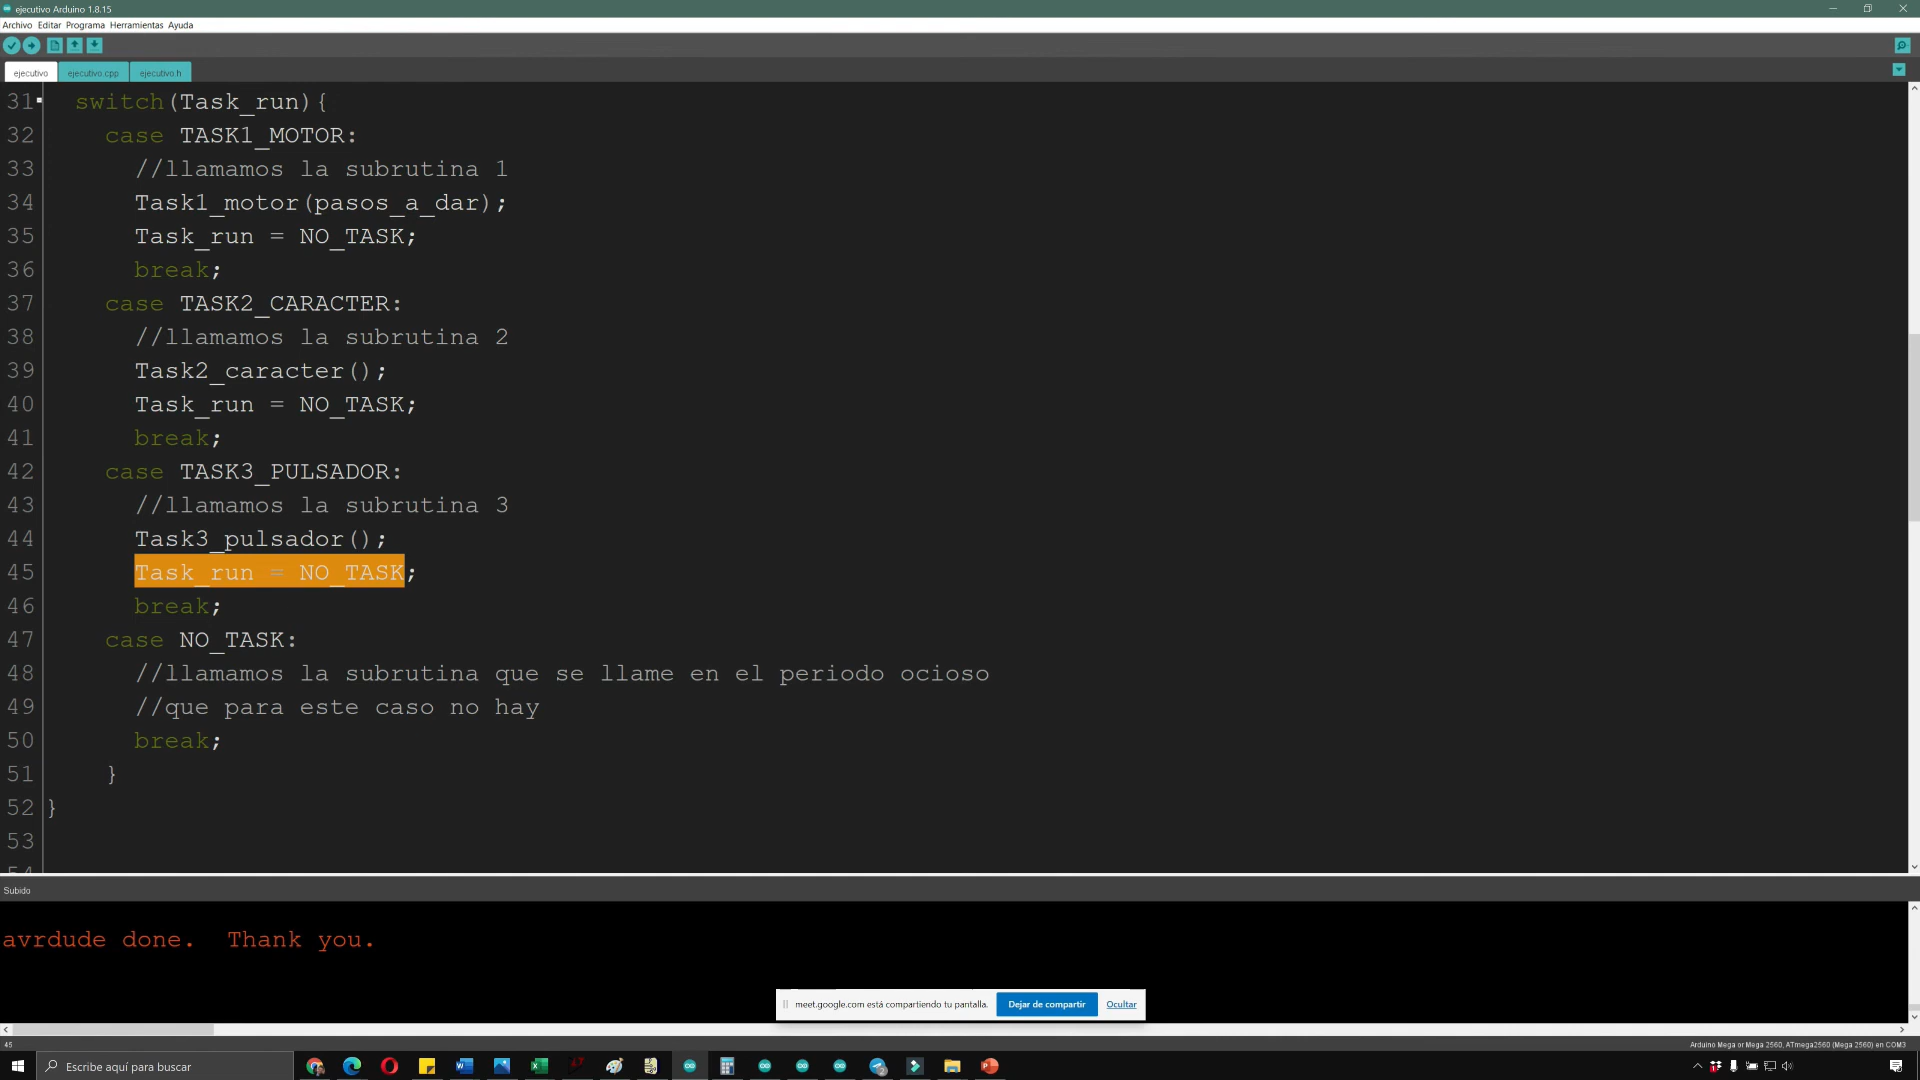 ejecutivo Arduino 1.8.15
Archivo Editar Programa Herramientas Ayuda
ejecutivo ejecutivo.cpp ejecutivo.h
31 switch(Task_run){
32 case TASK1_MOTOR:
33 //llamamos la subrutina 1
34 Task1_motor(pasos_a_dar);
35 Task_run = NO_TASK;
36 break;
37 case TASK2_CARACTER:
38 //llamamos la subrutina 2
39 Task2_caracter();
40 Task_run = NO_TASK;
41 break;
42 case TASK3_PULSADOR:
43 //llamamos la subrutina 3
44 Task3_pulsador();
45 Task_run = NO_TASK;
46 break;
47 case NO_TASK:
48 //llamamos la subrutina que se llame en el periodo ocioso
49 //que para este caso no hay
50 break;
51 }
52 }
53
54
Subido
avrdude done. Thank you.
meet.google.com está compartiendo tu pantalla. Dejar de compartir Ocultar
45 Arduino Mega or Mega 2560, ATmega2560 (Mega 2560) en COM3
Escribe aquí para buscar